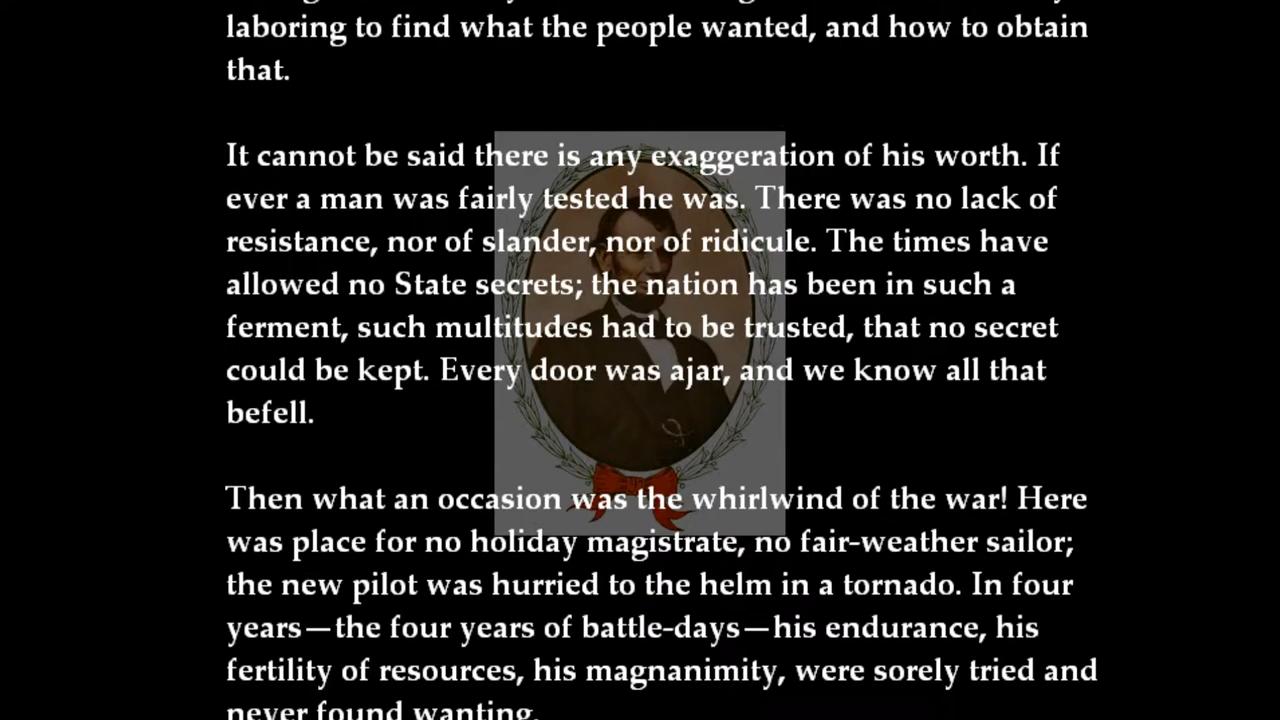 laboring to find what the people wanted, and how to obtain
that.
It cannot be said there is any exaggeration of his worth. If
ever a man was fairly tested he was. There was no lack of
resistance, nor of slander, nor of ridicule. The times have
allowed no State secrets; the nation has been in such a
ferment, such multitudes had to be trusted, that no secret
could be kept. Every door was ajar, and we know all that
befell.
Then what an occasion was the whirlwind of the war! Here
was place for no holiday magistrate, no fair-weather sailor;
the new pilot was hurried to the helm in a tornado. In four
years—the four years of battle-days—his endurance, his
fertility of resources, his magnanimity, were sorely tried and
never found wanting.